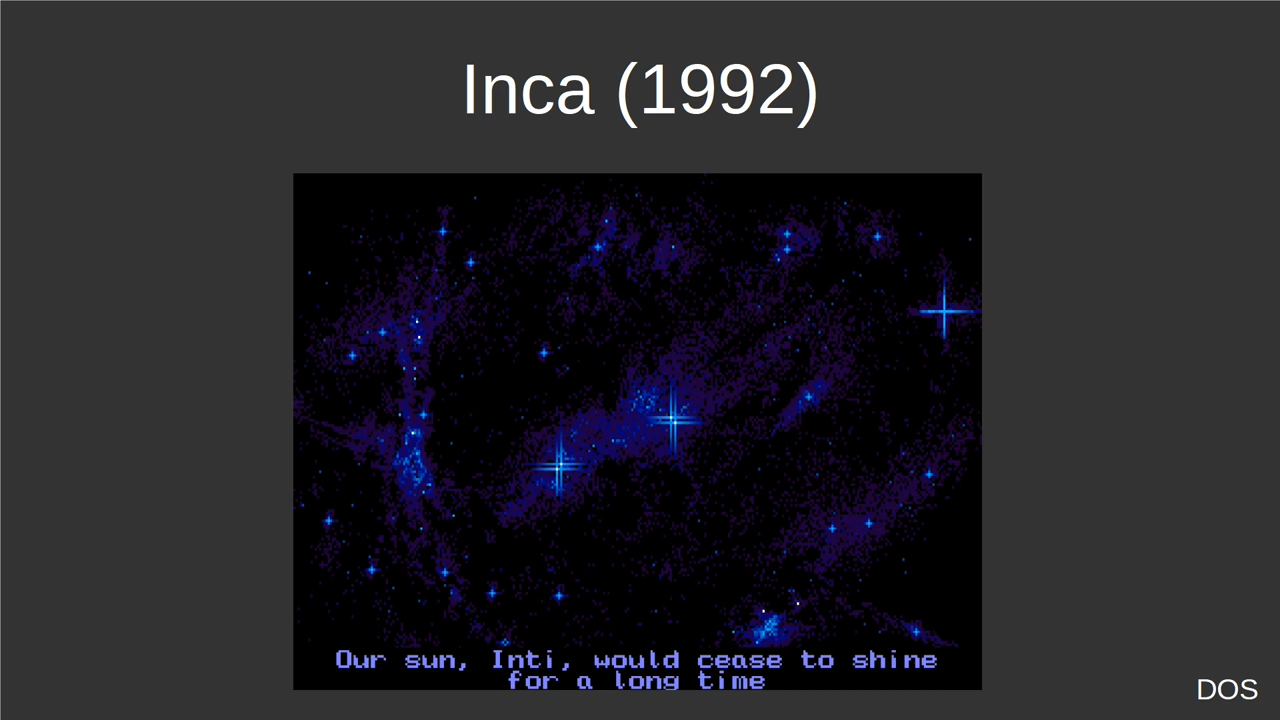 Inca (1992)
Our sun, Inti, would cease to shine
for a long time
DOS